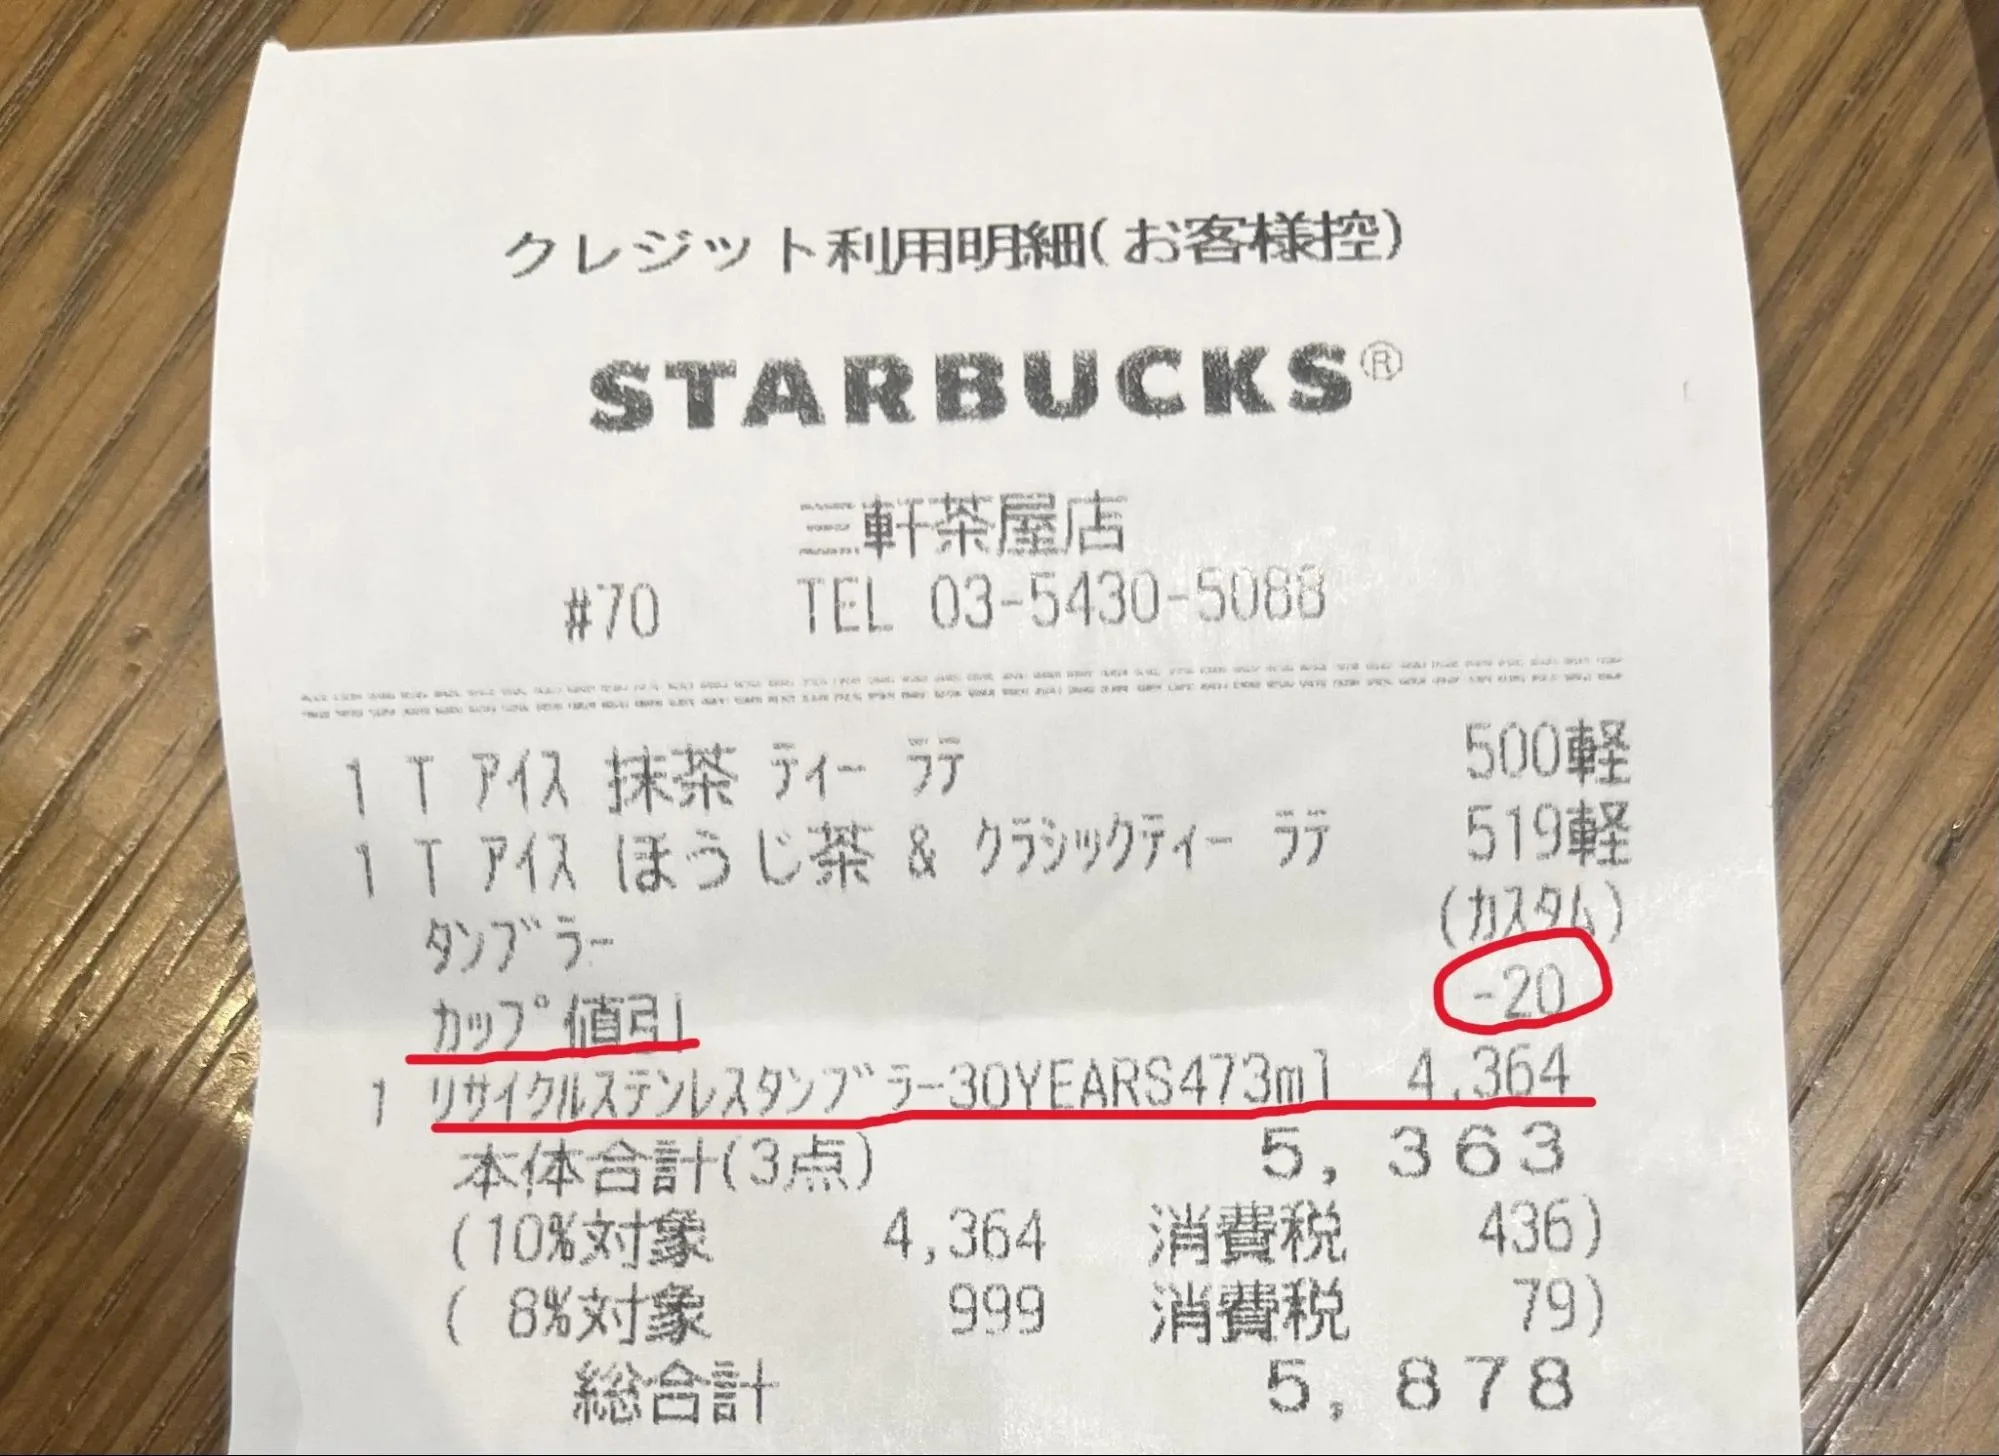 クレジット利用明細(お客様控)
STARBUCKS®
三軒茶屋店
#70 TEL 03-5430-5088
1 T アイス 抹茶 ティー ラテ 500軽
1 T アイス ほうじ茶 & クラシックティー ラテ 519軽
タンブラー (カスタム)
カップ値引 -20
1 リサイクルステンレスタンブラー30YEARS473ml 4,364
本体合計(3点) 5,363
(10%対象 4,364 消費税 436)
( 8%対象 999 消費税 79)
総合計 5,878